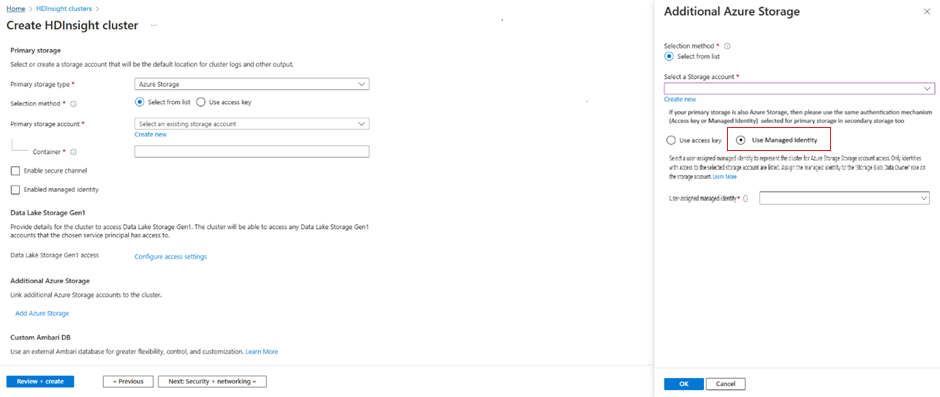 Home > HDInsight clusters >
Create HDInsight cluster ...
Primary storage
Select or create a storage account that will be the default location for cluster logs and other output.
Primary storage type *
Azure Storage
Selection method *
Select from list
Use access key
Primary storage account *
Select an existing storage account
Create new
Container *
Enable secure channel
Enabled managed identity
Data Lake Storage Gen1
Provide details for the cluster to access Data Lake Storage Gen1. The cluster will be able to access any Data Lake Storage Gen1
accounts that the chosen service principal has access to.
Data Lake Storage Gen1 access
Configure access settings
Additional Azure Storage
Link additional Azure Storage accounts to the cluster.
Add Azure Storage
Custom Ambari DB
Use an external Ambari database for greater flexibility, control, and customization. Learn More
Review + create
« Previous
Next: Security + networking »
Additional Azure Storage
Selection method *
Select from list
Select a Storage account *
Create new
If your primary storage is also Azure Storage, then please use the same authentication mechanism
(Access key or Managed Identity) selected for primary storage in secondary storage too
Use access key
Use Managed Identity
Select a user-assigned managed identity to represent the cluster for Azure Storage Storage account access. Only identities
with access to the selected storage account are listed. Assign the managed identity to the 'Storage Blob Data Owner' role on
the storage account. Learn More
User-assigned managed identity *
OK
Cancel